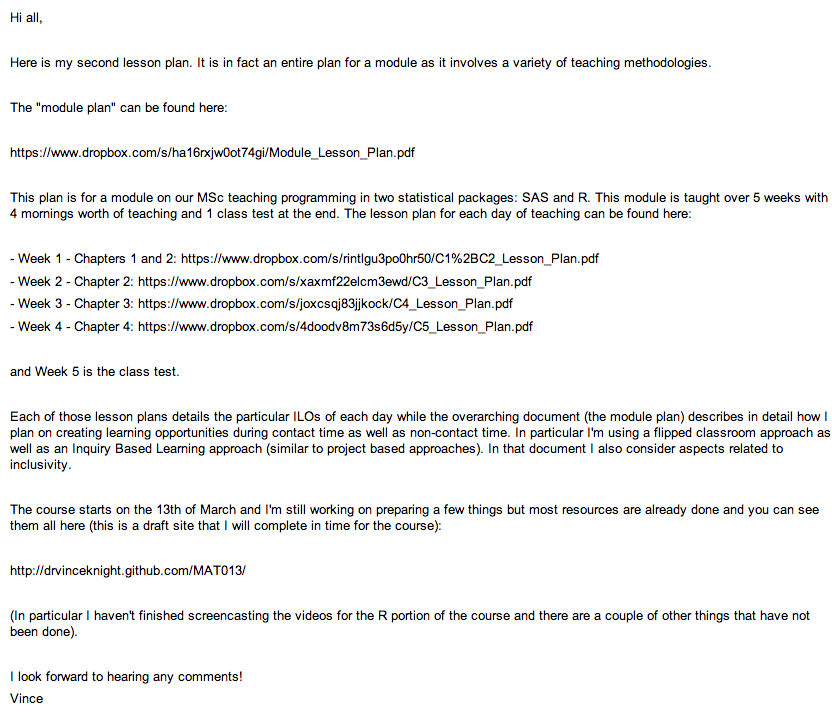 Hi all,
Here is my second lesson plan. It is in fact an entire plan for a module as it involves a variety of teaching methodologies.
The "module plan" can be found here:
https://www.dropbox.com/s/ha16rxjw0ot74gi/Module_Lesson_Plan.pdf
This plan is for a module on our MSc teaching programming in two statistical packages: SAS and R. This module is taught over 5 weeks with
4 mornings worth of teaching and 1 class test at the end. The lesson plan for each day of teaching can be found here:
- Week 1 - Chapters 1 and 2: https://www.dropbox.com/s/rintlgu3po0hr50/C1%2BC2_Lesson_Plan.pdf
- Week 2 - Chapter 2: https://www.dropbox.com/s/xaxmf22elcm3ewd/C3_Lesson_Plan.pdf
- Week 3 - Chapter 3: https://www.dropbox.com/s/joxcsqj83jjkock/C4_Lesson_Plan.pdf
- Week 4 - Chapter 4: https://www.dropbox.com/s/4doodv8m73s6d5y/C5_Lesson_Plan.pdf
and Week 5 is the class test.
Each of those lesson plans details the particular ILOs of each day while the overarching document (the module plan) describes in detail how I
plan on creating learning opportunities during contact time as well as non-contact time. In particular I'm using a flipped classroom approach as
well as an Inquiry Based Learning approach (similar to project based approaches). In that document I also consider aspects related to
inclusivity.
The course starts on the 13th of March and I'm still working on preparing a few things but most resources are already done and you can see
them all here (this is a draft site that I will complete in time for the course):
http://drvinceknight.github.com/MAT013/
(In particular I haven't finished screencasting the videos for the R portion of the course and there are a couple of other things that have not
been done).
I look forward to hearing any comments!
Vince